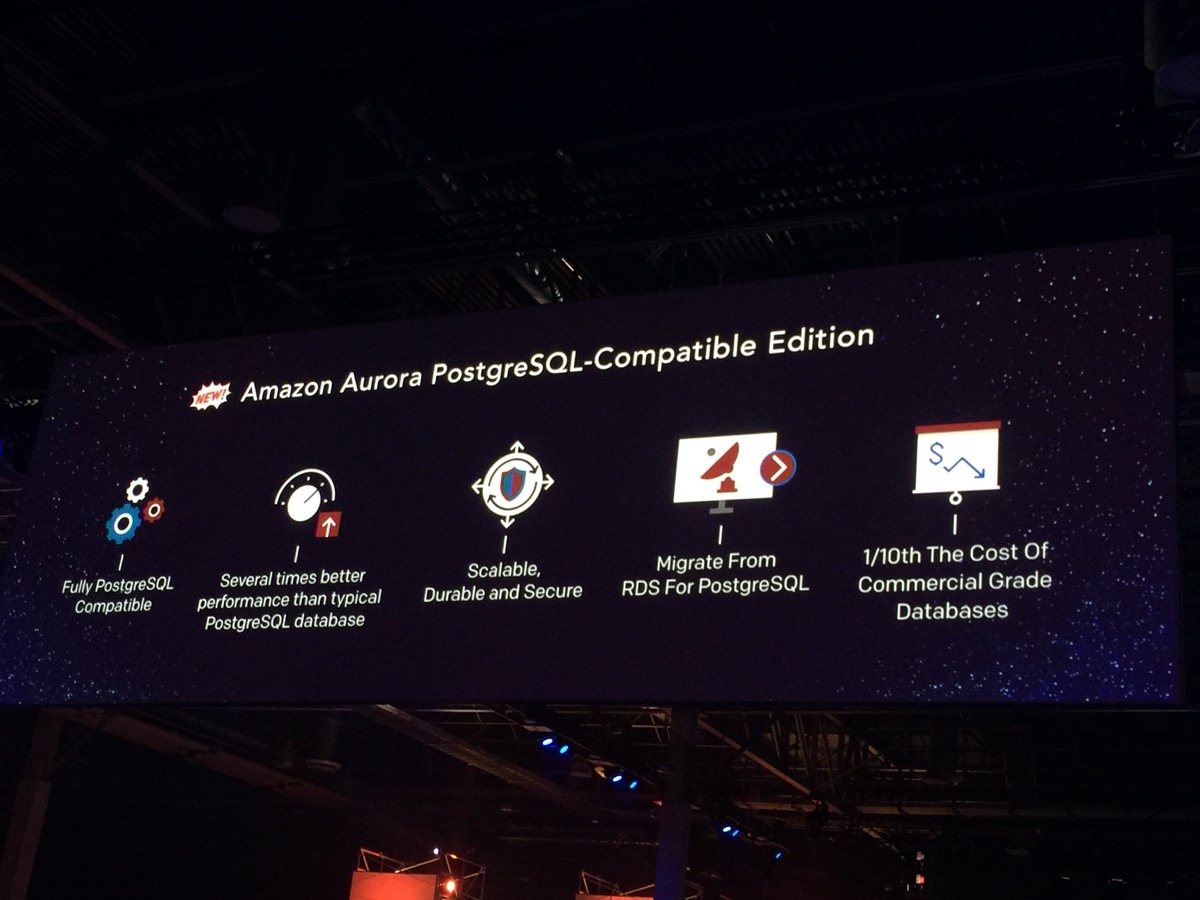 NEW! Amazon Aurora PostgreSQL-Compatible Edition
Fully PostgreSQL
Compatible
Several times better
performance than typical
PostgreSQL database
Scalable,
Durable and Secure
Migrate From
RDS For PostgreSQL
$
1/10th The Cost Of
Commercial Grade
Databases